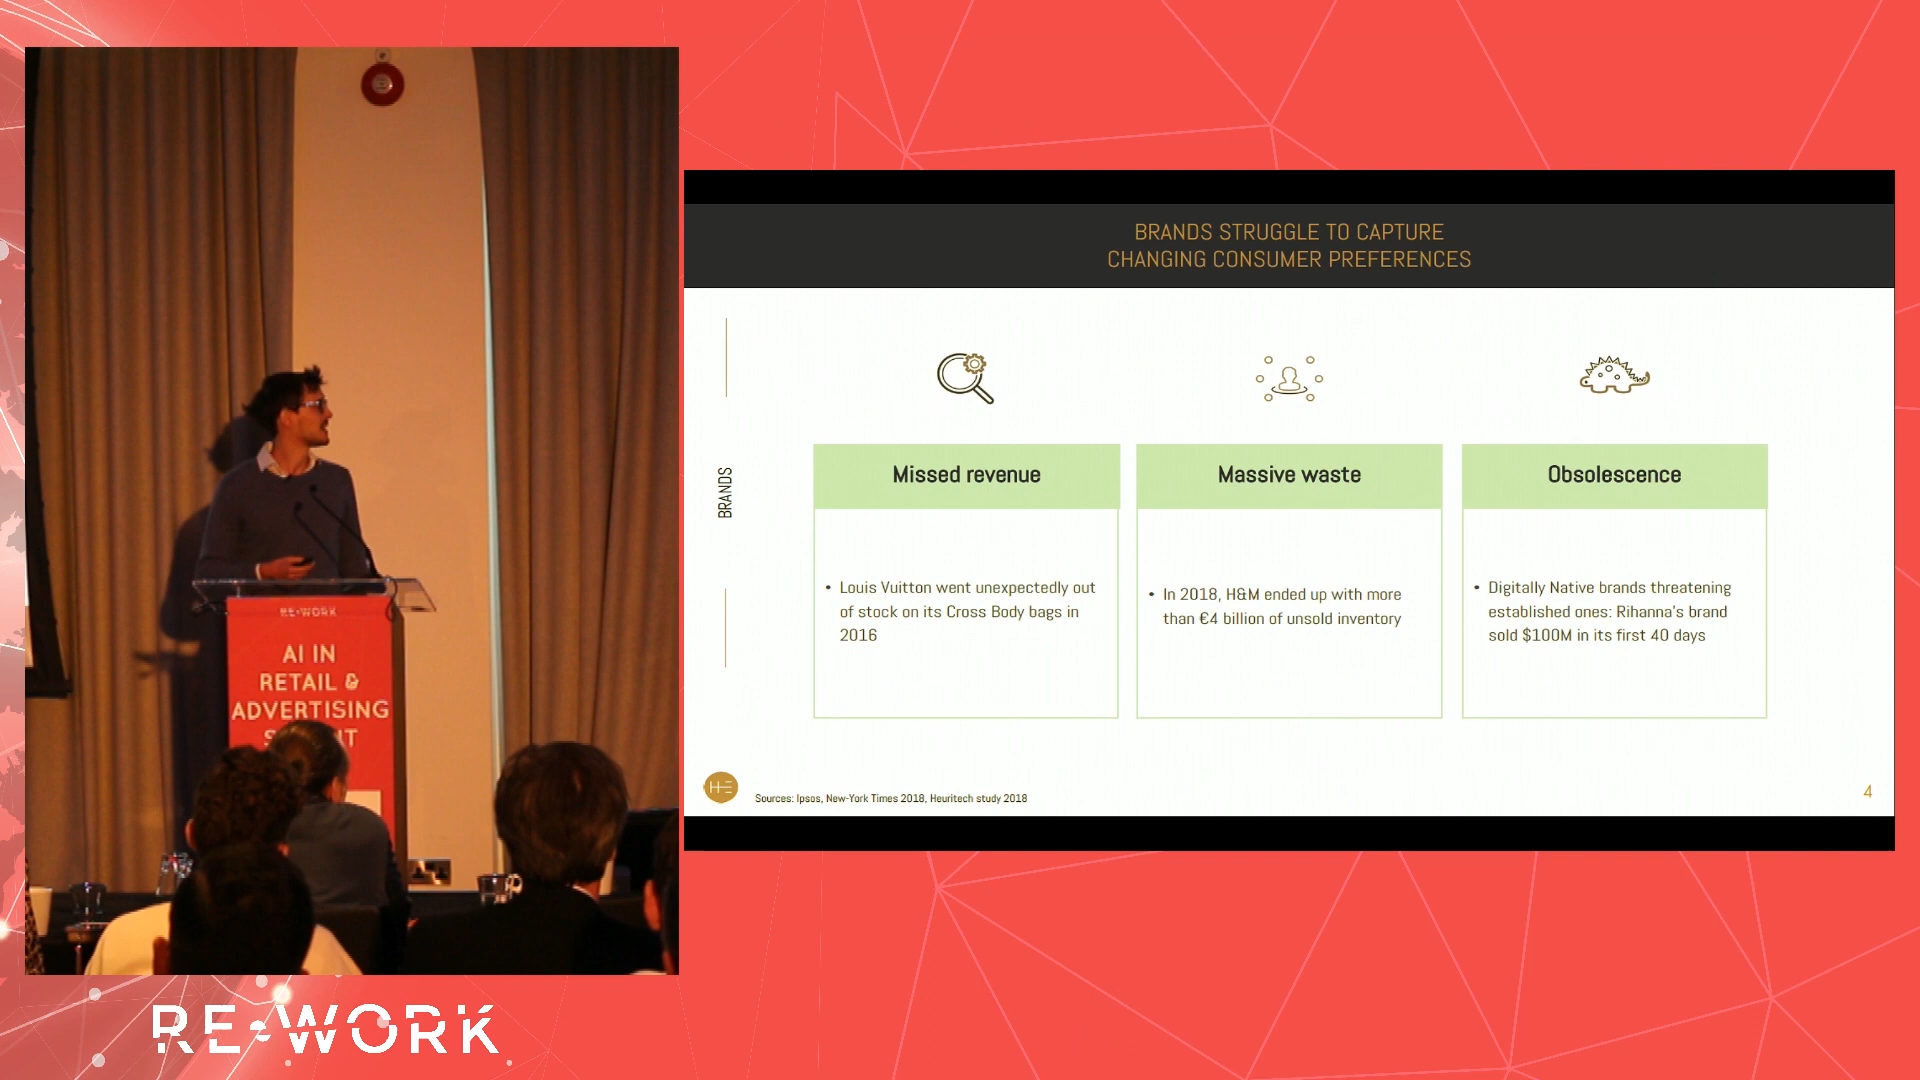 RE•WORK
AI IN
RETAIL &
ADVERTISING
BRANDS STRUGGLE TO CAPTURE
CHANGING CONSUMER PREFERENCES
BRANDS
Missed revenue
• Louis Vuitton went unexpectedly out
of stock on its Cross Body bags in
2016
Massive waste
• In 2018, H&M ended up with more
than €4 billion of unsold inventory
Obsolescence
• Digitally Native brands threatening
established ones: Rihanna's brand
sold $100M in its first 40 days
HE
Sources: Ipsos, New-York Times 2018, Heuritech study 2018
4
RE•WORK